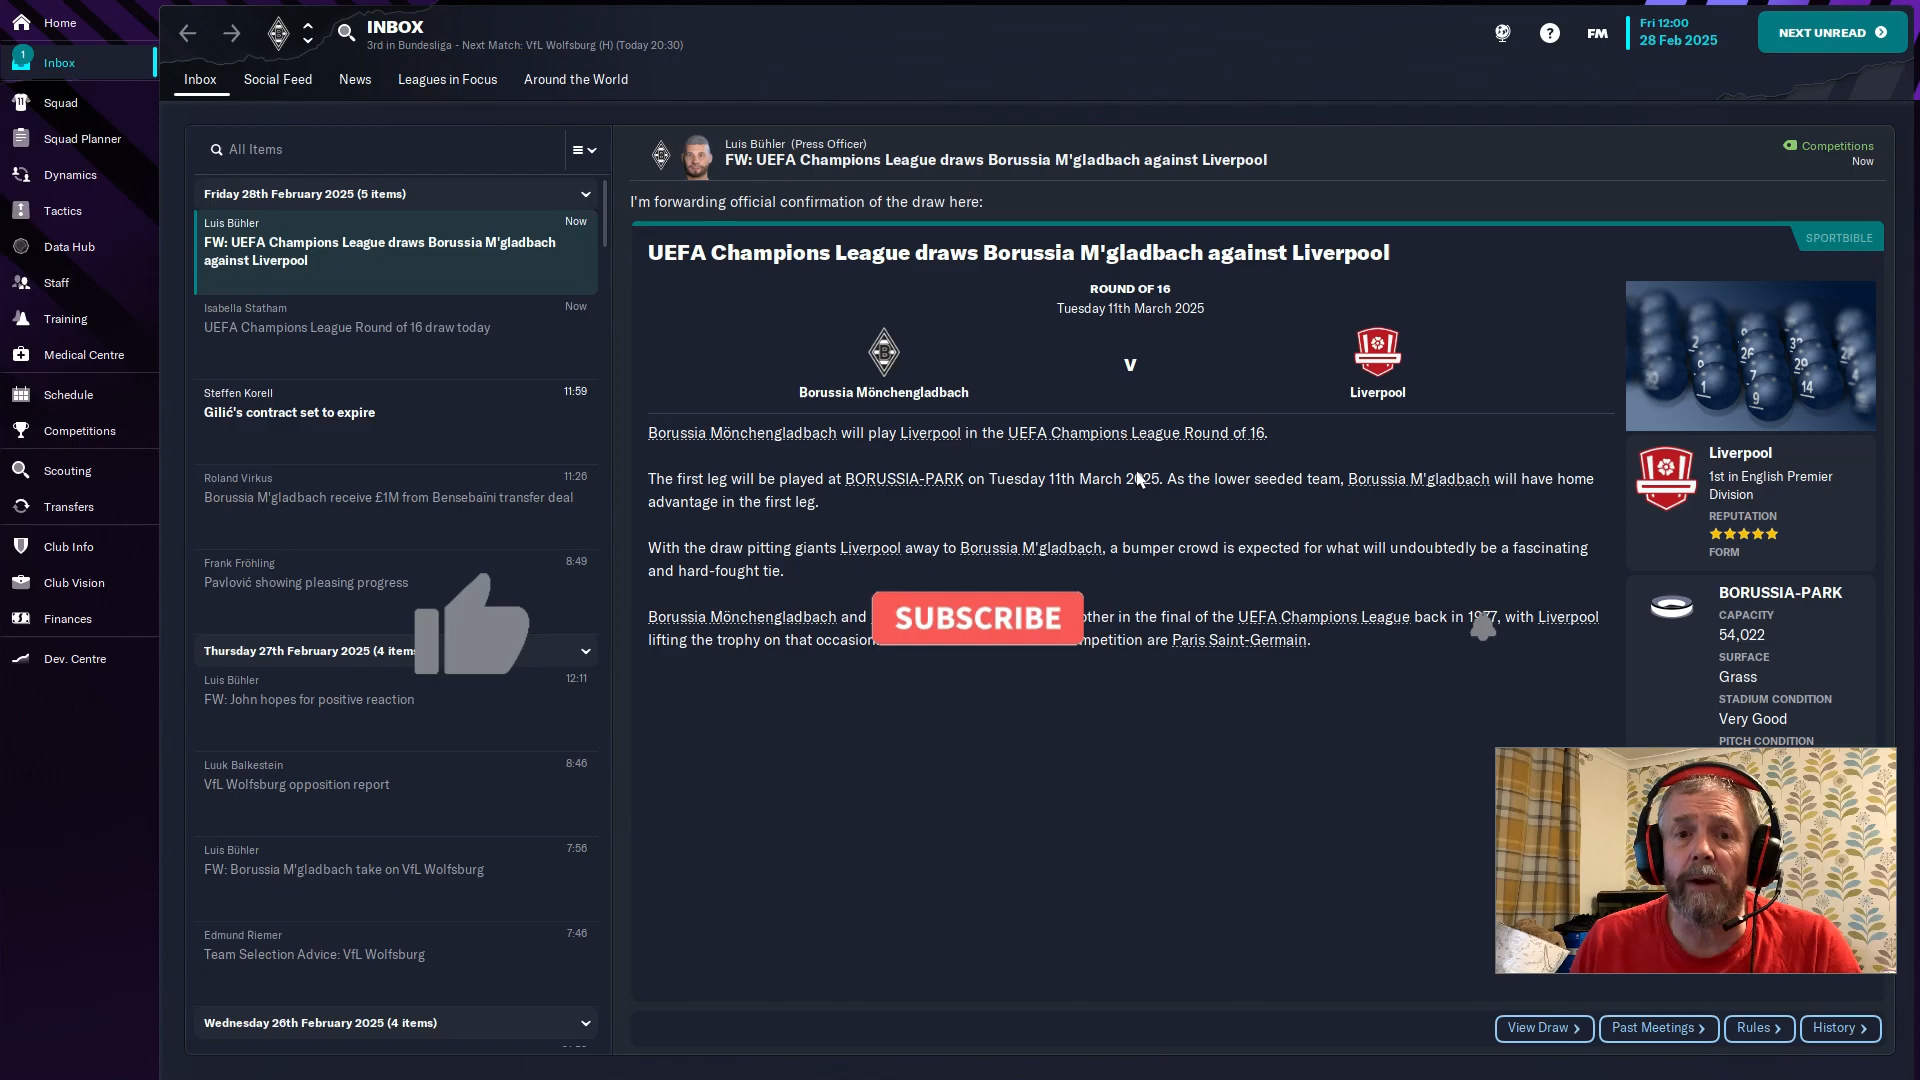 Home
1
Inbox
Squad
Squad Planner
Dynamics
Tactics
Data Hub
Staff
Training
Medical Centre
Schedule
Competitions
Scouting
Transfers
Club Info
Club Vision
Finances
Dev. Centre
INBOX
3rd in Bundesliga - Next Match: VfL Wolfsburg (H) (Today 20:30)
?
FM
Fri 12:00
28 Feb 2025
NEXT UNREAD
Inbox
Social Feed
News
Leagues in Focus
Around the World
All Items
Friday 28th February 2025 (5 items)
Luis Bühler
Now
FW: UEFA Champions League draws Borussia M'gladbach
against Liverpool
Isabella Statham
Now
UEFA Champions League Round of 16 draw today
Steffen Korell
11:59
Gilić's contract set to expire
Roland Virkus
11:26
Borussia M'gladbach receive £1M from Bensebaïni transfer deal
Frank Fröhling
8:49
Pavlović showing pleasing progress
Thursday 27th February 2025 (4 items
Luis Bühler
12:11
FW: John hopes for positive reaction
Luuk Balkestein
8:46
VfL Wolfsburg opposition report
Luis Bühler
7:56
FW: Borussia M'gladbach take on VfL Wolfsburg
Edmund Riemer
7:46
Team Selection Advice: VfL Wolfsburg
Wednesday 26th February 2025 (4 items)
Luis Bühler (Press Officer)
FW: UEFA Champions League draws Borussia M'gladbach against Liverpool
Competitions
Now
I'm forwarding official confirmation of the draw here:
SPORTBIBLE
UEFA Champions League draws Borussia M'gladbach against Liverpool
ROUND OF 16
Tuesday 11th March 2025
V
Borussia Mönchengladbach
Liverpool
Borussia Mönchengladbach will play Liverpool in the UEFA Champions League Round of 16.
The first leg will be played at BORUSSIA-PARK on Tuesday 11th March 2025. As the lower seeded team, Borussia M'gladbach will have home
advantage in the first leg.
With the draw pitting giants Liverpool away to Borussia M'gladbach, a bumper crowd is expected for what will undoubtedly be a fascinating
and hard-fought tie.
Borussia Mönchengladbach and other in the final of the UEFA Champions League back in 1977, with Liverpool
lifting the trophy on that occasion mpetition are Paris Saint-Germain.
SUBSCRIBE
Liverpool
1st in English Premier
Division
REPUTATION
FORM
BORUSSIA-PARK
CAPACITY
54,022
SURFACE
Grass
STADIUM CONDITION
Very Good
PITCH CONDITION
View Draw
Past Meetings
Rules
History